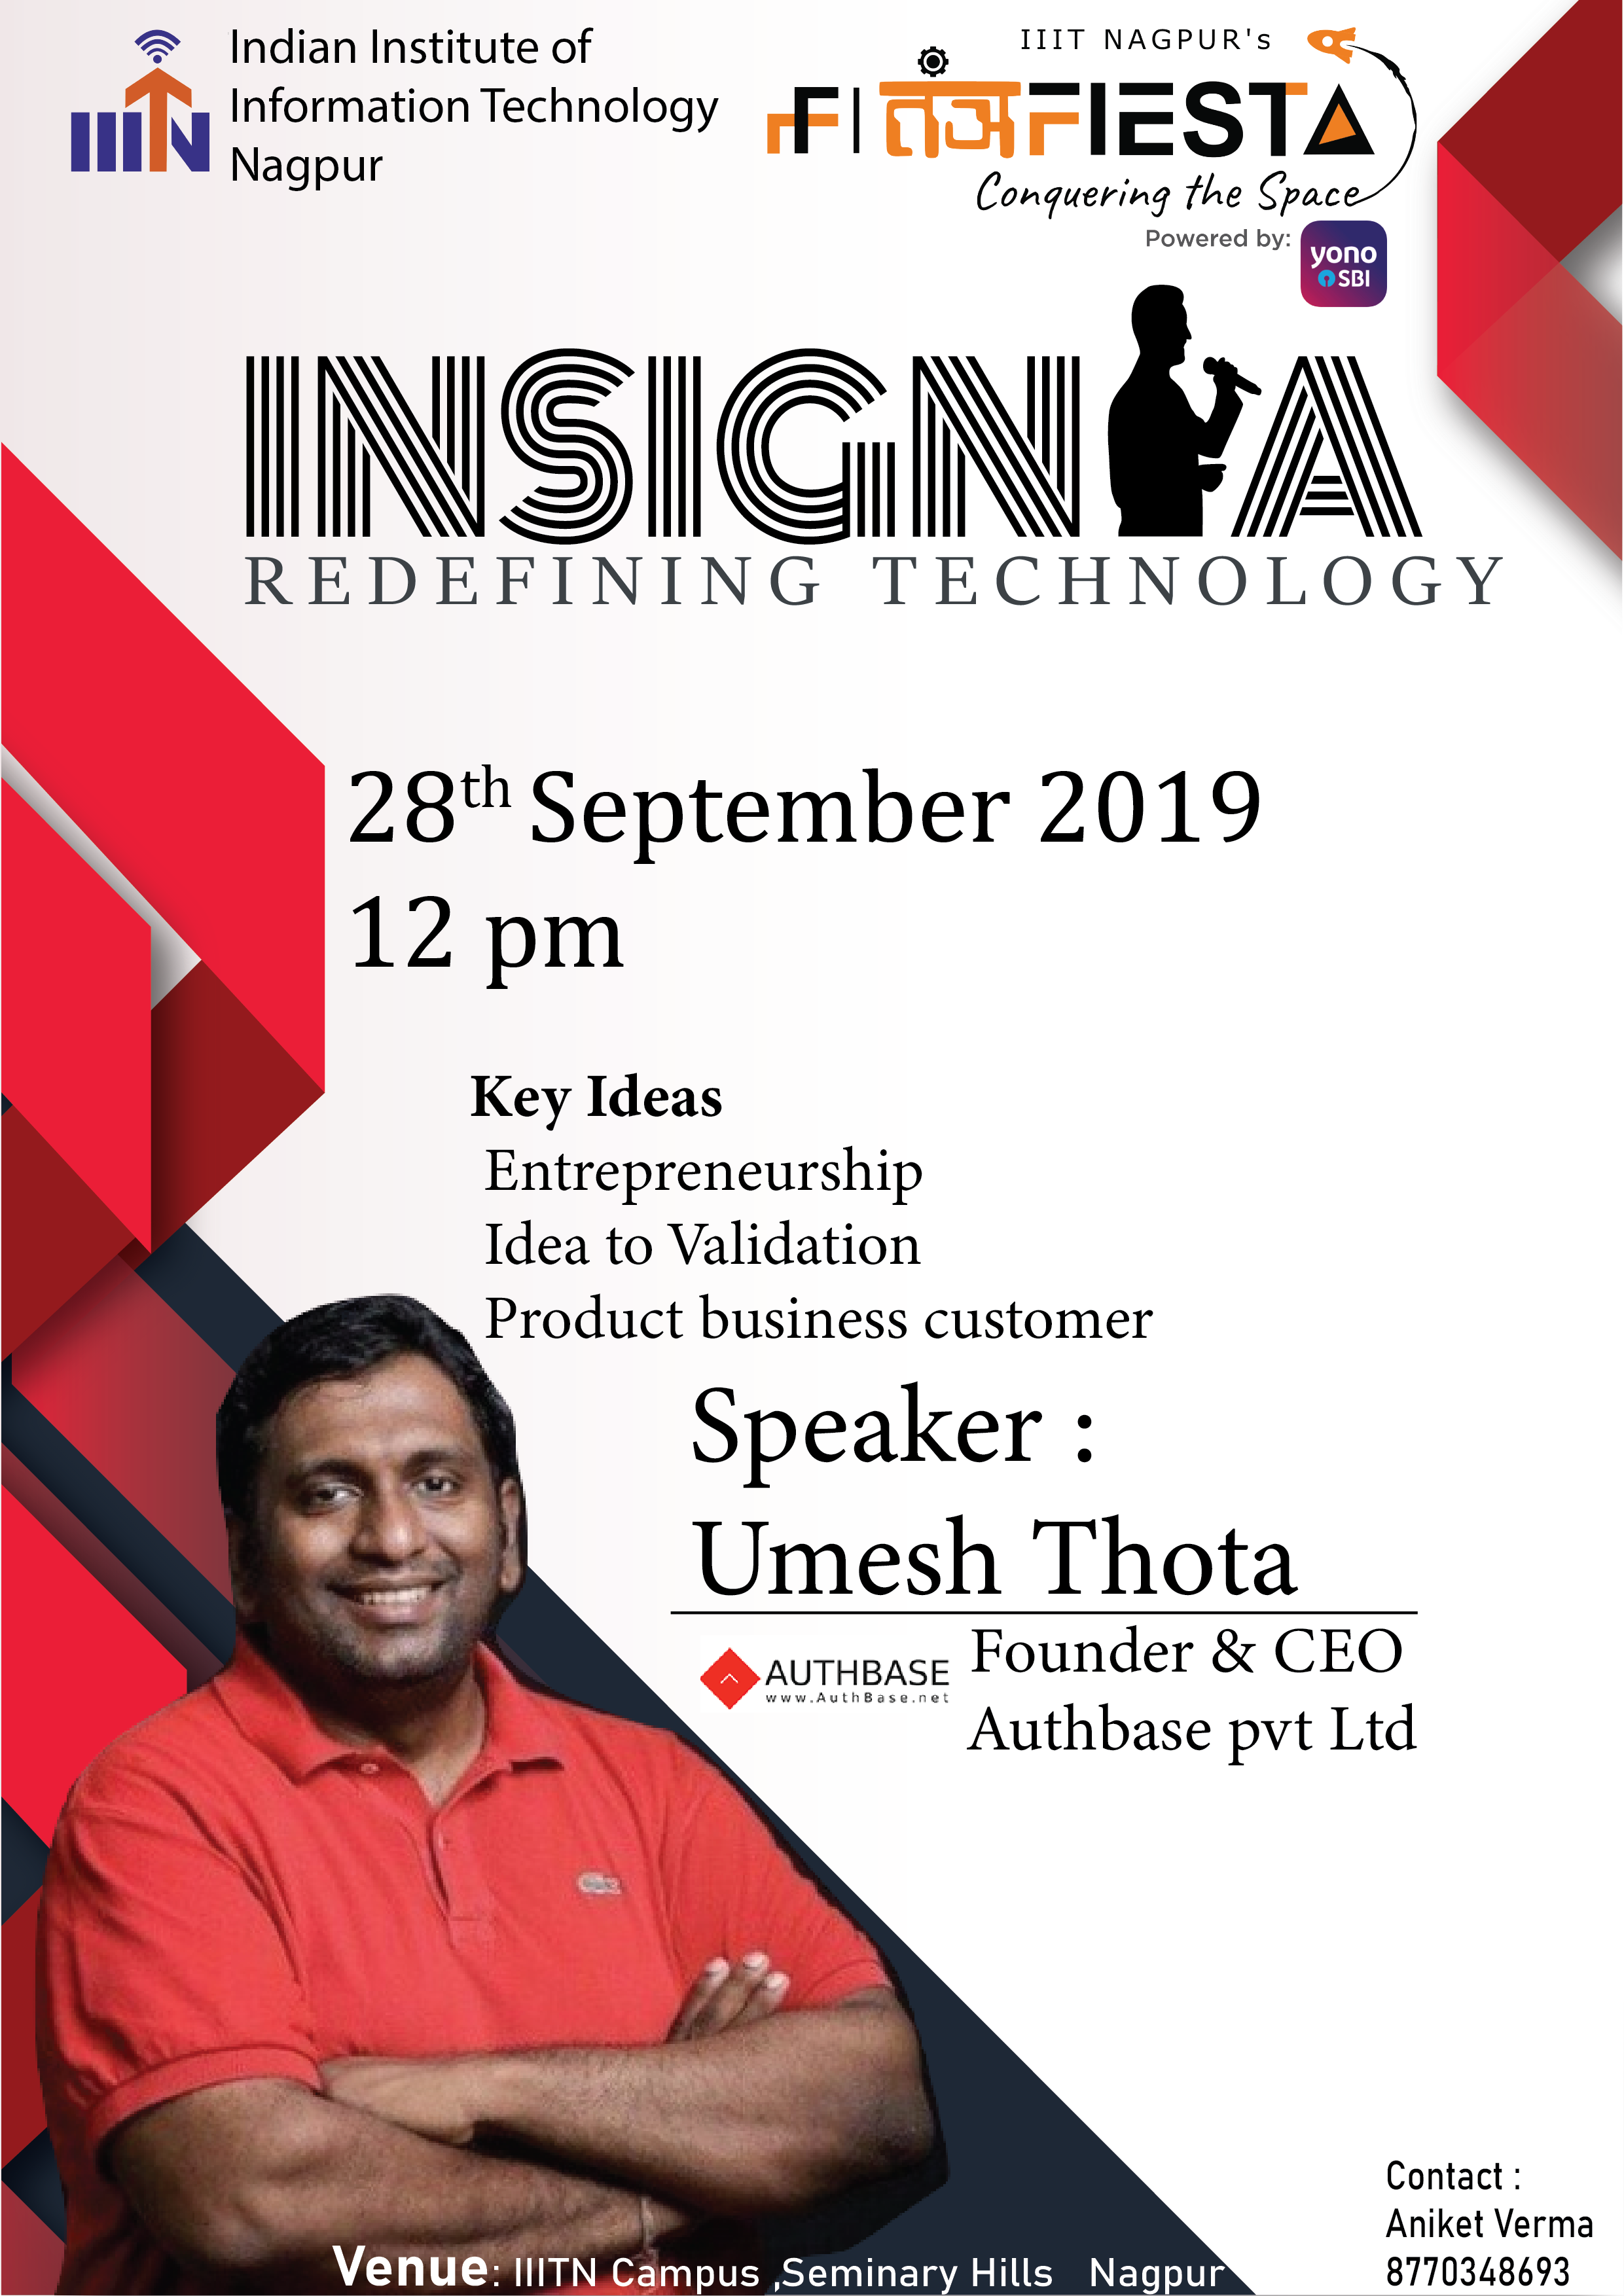 Indian Institute of
Information Technology
Nagpur
IIITN
IIIT NAGPUR's
तंत्र FIESTA
Conquering the Space
Powered by:
yono
SBI
INSIGNIA
REDEFINING TECHNOLOGY
28th September 2019
12 pm
Key Ideas
Entrepreneurship
Idea to Validation
Product business customer
Speaker :
Umesh Thota
AUTHBASE
www.AuthBase.net
Founder & CEO
Authbase pvt Ltd
Contact :
Aniket Verma
8770348693
Venue: IIITN Campus ,Seminary Hills Nagpur